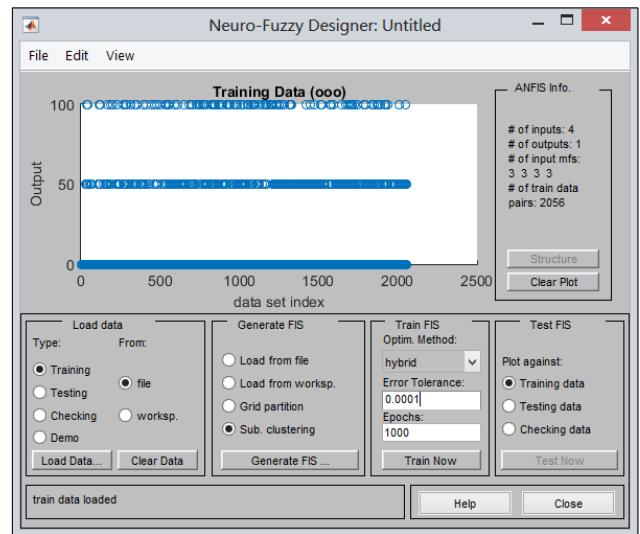 Neuro-Fuzzy Designer: Untitled
File Edit View
Training Data (ooo)
100
50
0
Output
0 500 1000 1500 2000 2500
data set index
ANFIS Info.
# of inputs: 4
# of outputs: 1
# of input mfs:
3 3 3 3
# of train data
pairs: 2056
Structure
Clear Plot
Load data
Type: From:
Training
Testing
Checking
Demo
file
worksp.
Load Data... Clear Data
Generate FIS
Load from file
Load from worksp.
Grid partition
Sub. clustering
Generate FIS ...
Train FIS
Optim. Method:
hybrid
Error Tolerance:
0.0001
Epochs:
1000
Train Now
Test FIS
Plot against:
Training data
Testing data
Checking data
Test Now
train data loaded
Help Close